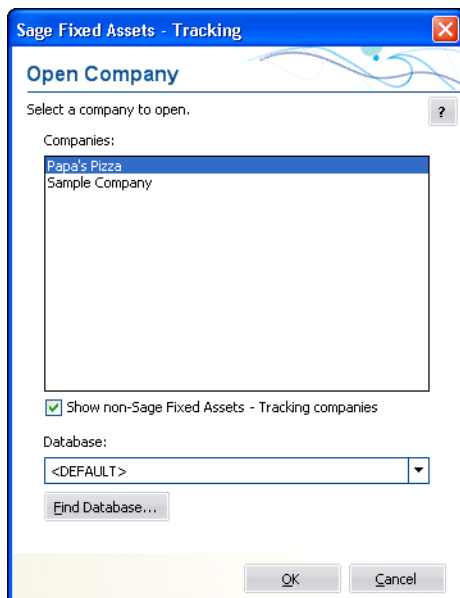 Sage Fixed Assets - Tracking
Open Company
Select a company to open.
?
Companies:
Papa's Pizza
Sample Company
Show non-Sage Fixed Assets - Tracking companies
Database:
<DEFAULT>
Find Database...
OK
Cancel